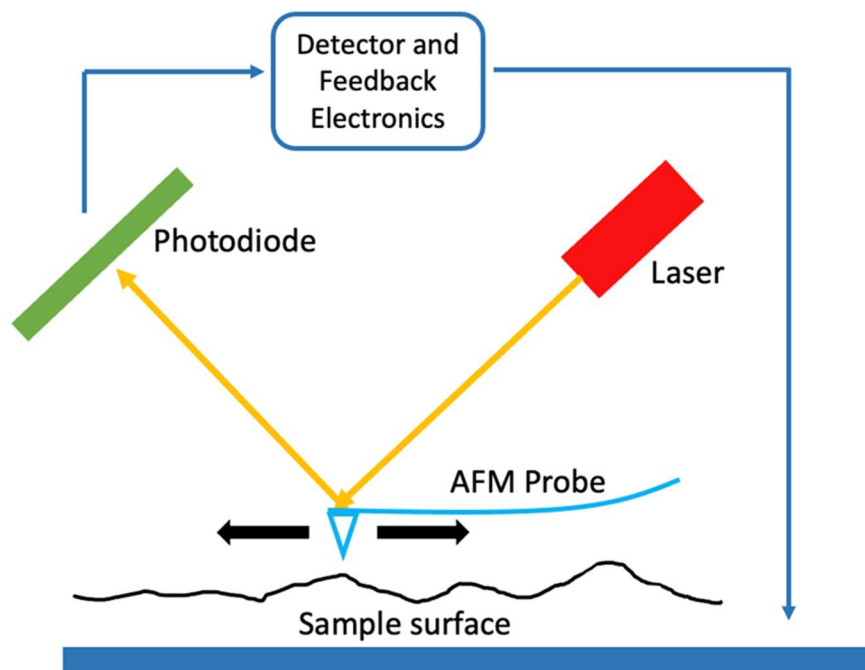 Detector and
Feedback
Electronics
Photodiode
Laser
AFM Probe
Sample surface